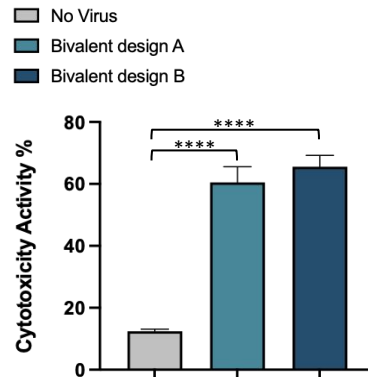 No Virus
Bivalent design A
Bivalent design B
Cytotoxicity Activity %
80
60
40
20
0
****
****